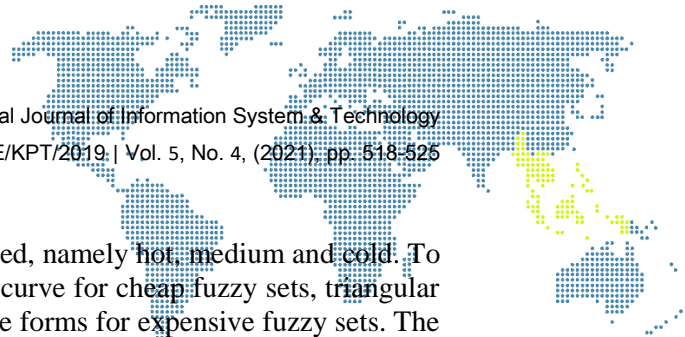 al Journal of Information System & Technology
E/KPT/2019 | Vol. 5, No. 4, (2021), pp. 518-525
ed, namely hot, medium and cold. To
curve for cheap fuzzy sets, triangular
e forms for expensive fuzzy sets. The